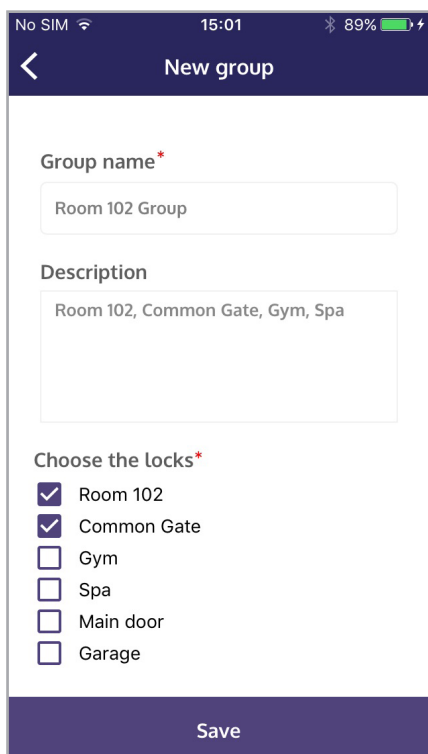 No SIM 15:01 89%
New group
Group name*
Room 102 Group
Description
Room 102, Common Gate, Gym, Spa
Choose the locks*
Room 102
Common Gate
Gym
Spa
Main door
Garage
Save